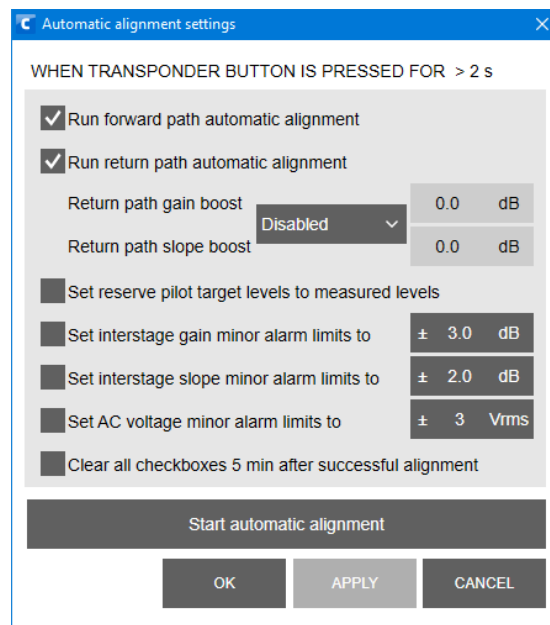 Automatic alignment settings
WHEN TRANSPONDER BUTTON IS PRESSED FOR > 2 s
Run forward path automatic alignment
Run return path automatic alignment
Return path gain boost
Disabled
0.0 dB
Return path slope boost
0.0 dB
Set reserve pilot target levels to measured levels
Set interstage gain minor alarm limits to ± 3.0 dB
Set interstage slope minor alarm limits to ± 2.0 dB
Set AC voltage minor alarm limits to ± 3 Vrms
Clear all checkboxes 5 min after successful alignment
Start automatic alignment
OK APPLY CANCEL